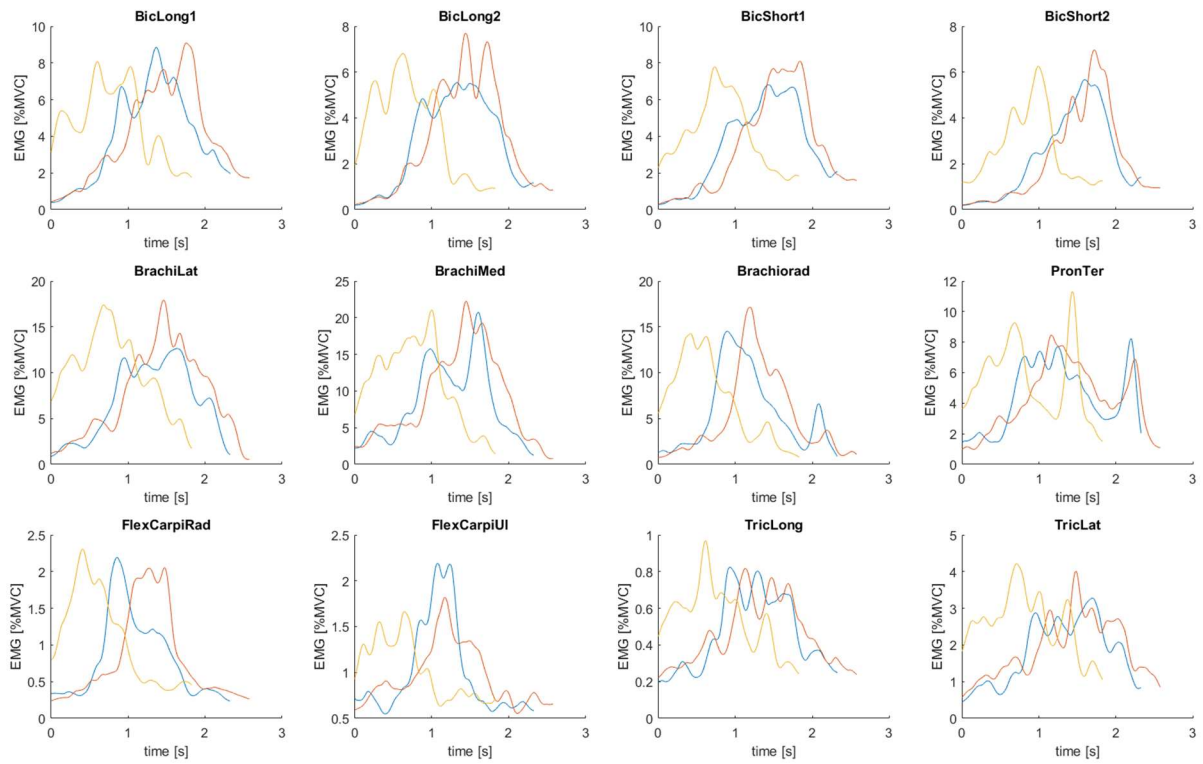 BicLong1
10
8
6
4
2
0
EMG [%MVC]
0 1 2 3
time [s]
BicLong2
8
6
4
2
0
EMG [%MVC]
0 1 2 3
time [s]
BicShort1
10
8
6
4
2
0
EMG [%MVC]
0 1 2 3
time [s]
BicShort2
8
6
4
2
0
EMG [%MVC]
0 1 2 3
time [s]
BrachiLat
20
15
10
5
0
EMG [%MVC]
0 1 2 3
time [s]
BrachiMed
25
20
15
10
5
0
EMG [%MVC]
0 1 2 3
time [s]
Brachiorad
20
15
10
5
0
EMG [%MVC]
0 1 2 3
time [s]
PronTer
12
10
8
6
4
2
0
EMG [%MVC]
0 1 2 3
time [s]
FlexCarpiRad
2.5
2
1.5
1
0.5
0
EMG [%MVC]
0 1 2 3
time [s]
FlexCarpiUl
2.5
2
1.5
1
0.5
EMG [%MVC]
0 1 2 3
time [s]
TricLong
1
0.8
0.6
0.4
0.2
0
EMG [%MVC]
0 1 2 3
time [s]
TricLat
5
4
3
2
1
0
EMG [%MVC]
0 1 2 3
time [s]